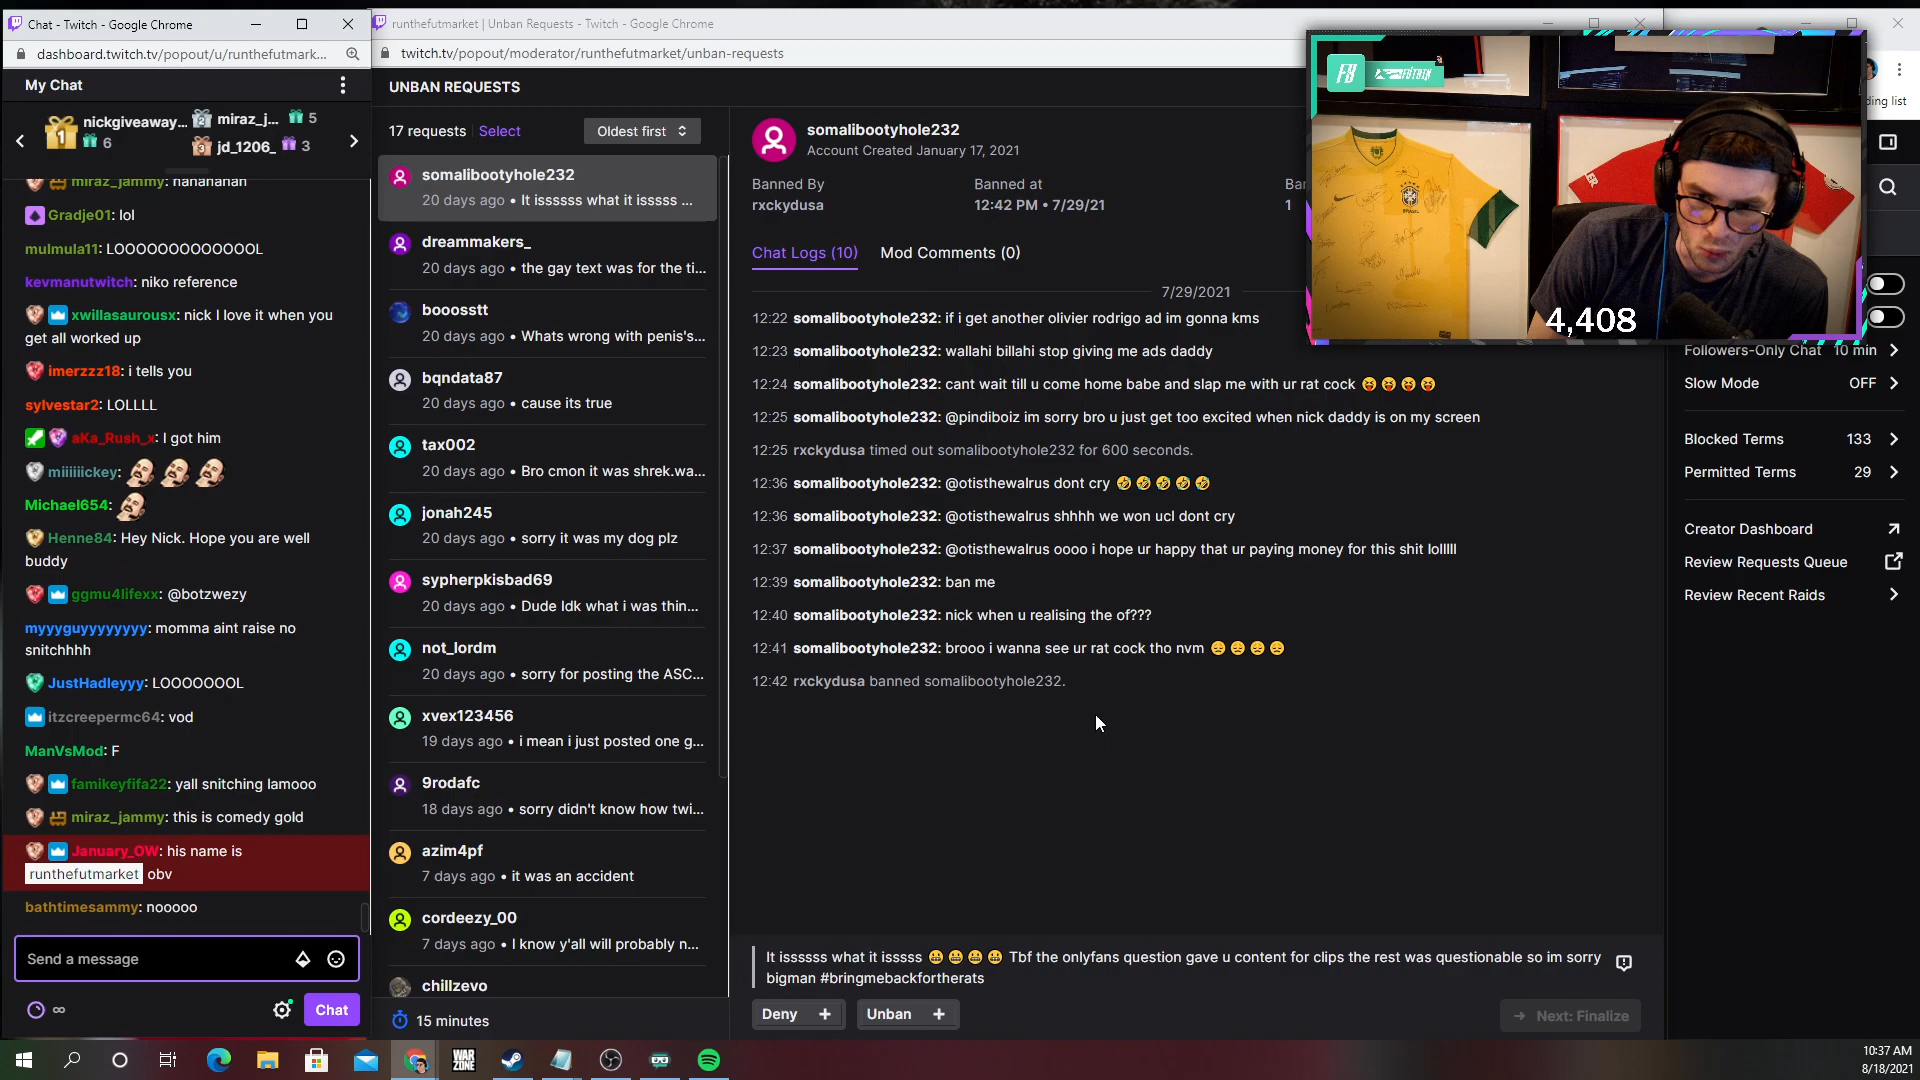 Chat - Twitch - Google Chrome
dashboard.twitch.tv/popout/u/runthefutmark...
My Chat
1 nickgiveaway... 6
2 miraz_j... 5
3 jd_1206_ 3
miraz_jammy: nahahahah
Gradje01: lol
mulmula11: LOOOOOOOOOOOOOL
kevmanutwitch: niko reference
xwillasaurousx: nick I love it when you
get all worked up
imerzzz18: i tells you
sylvestar2: LOLLLL
aKa_Rush_x: I got him
miiiiiickey:
Michael654:
Henne84: Hey Nick. Hope you are well
buddy
ggmu4lifexx: @botzwezy
myyyguyyyyyyyy: momma aint raise no
snitchhhh
JustHadleyyy: LOOOOOOOL
itzcreepermc64: vod
ManVsMod: F
famikeyfifa22: yall snitching lamooo
miraz_jammy: this is comedy gold
January_OW: his name is
runthefutmarket obv
bathtimesammy: nooooo
Send a message
∞
Chat
runthefutmarket | Unban Requests - Twitch - Google Chrome
twitch.tv/popout/moderator/runthefutmarket/unban-requests
UNBAN REQUESTS
17 requests Select Oldest first
somalibootyhole232
20 days ago • It isssssss what it isssss ...
dreammakers_
20 days ago • the gay text was for the ti...
booosstt
20 days ago • Whats wrong with penis's...
bqndata87
20 days ago • cause its true
tax002
20 days ago • Bro cmon it was shrek.wa...
jonah245
20 days ago • sorry it was my dog plz
sypherpkisbad69
20 days ago • Dude Idk what i was thin...
not_lordm
20 days ago • sorry for posting the ASC...
xvex123456
19 days ago • i mean i just posted one g...
9rodafc
18 days ago • sorry didn't know how twi...
azim4pf
7 days ago • it was an accident
cordeezy_00
7 days ago • I know y'all will probably n...
chillzevo
15 minutes
somalibootyhole232
Account Created January 17, 2021
Banned By
rxckydusa
Banned at
12:42 PM • 7/29/21
Bar
1
Chat Logs (10) Mod Comments (0)
7/29/2021
12:22 somalibootyhole232: if i get another olivier rodrigo ad im gonna kms
12:23 somalibootyhole232: wallahi billahi stop giving me ads daddy
12:24 somalibootyhole232: cant wait till u come home babe and slap me with ur rat cock 😝 😝 😝 😝
12:25 somalibootyhole232: @pindiboiz im sorry bro u just get too excited when nick daddy is on my screen
12:25 rxckydusa timed out somalibootyhole232 for 600 seconds.
12:36 somalibootyhole232: @otisthewalrus dont cry 🤣 🤣 🤣 🤣 🤣
12:36 somalibootyhole232: @otisthewalrus shhhh we won ucl dont cry
12:37 somalibootyhole232: @otisthewalrus oooo i hope ur happy that ur paying money for this shit lolllll
12:39 somalibootyhole232: ban me
12:40 somalibootyhole232: nick when u realising the of???
12:41 somalibootyhole232: brooo i wanna see ur rat cock tho nvm 😔 😔 😔 😔
12:42 rxckydusa banned somalibootyhole232.
It isssssss what it isssss 😬 😬 😬 😬 Tbf the onlyfans question gave u content for clips the rest was questionable so im sorry
bigman #bringmebackfortherats
Deny + Unban +
Next: Finalize
FB
BRASIL
4,408
ding list
Followers-Only Chat 10 min
Slow Mode OFF
Blocked Terms 133
Permitted Terms 29
Creator Dashboard
Review Requests Queue
Review Recent Raids
WAR
ZONE
10:37 AM
8/18/2021